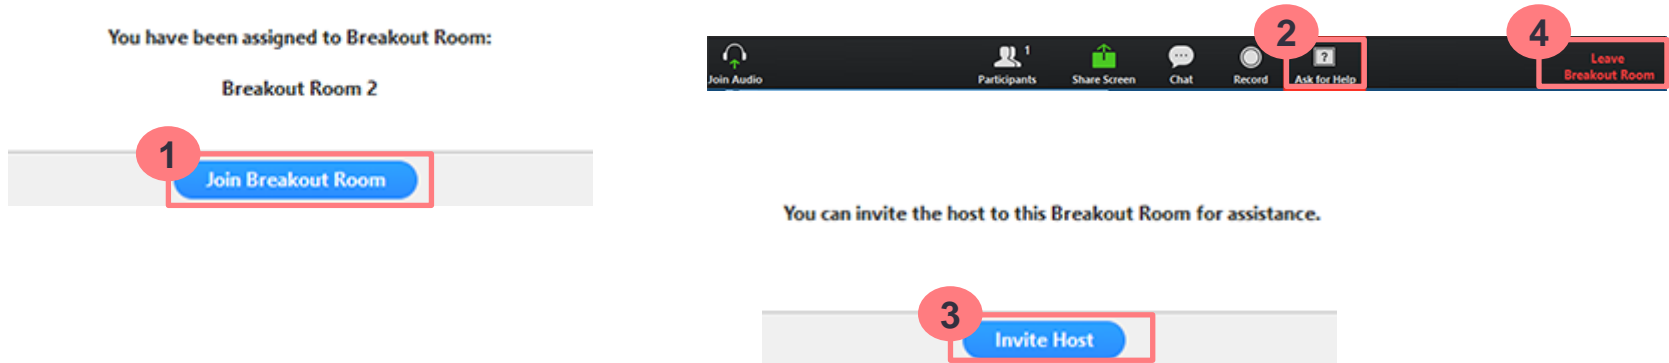 You have been assigned to Breakout Room:
Breakout Room 2
1
Join Breakout Room
2
4
Join Audio
1
Participants
Share Screen
Chat
Record
?
Ask for Help
Leave
Breakout Room
You can invite the host to this Breakout Room for assistance.
3
Invite Host